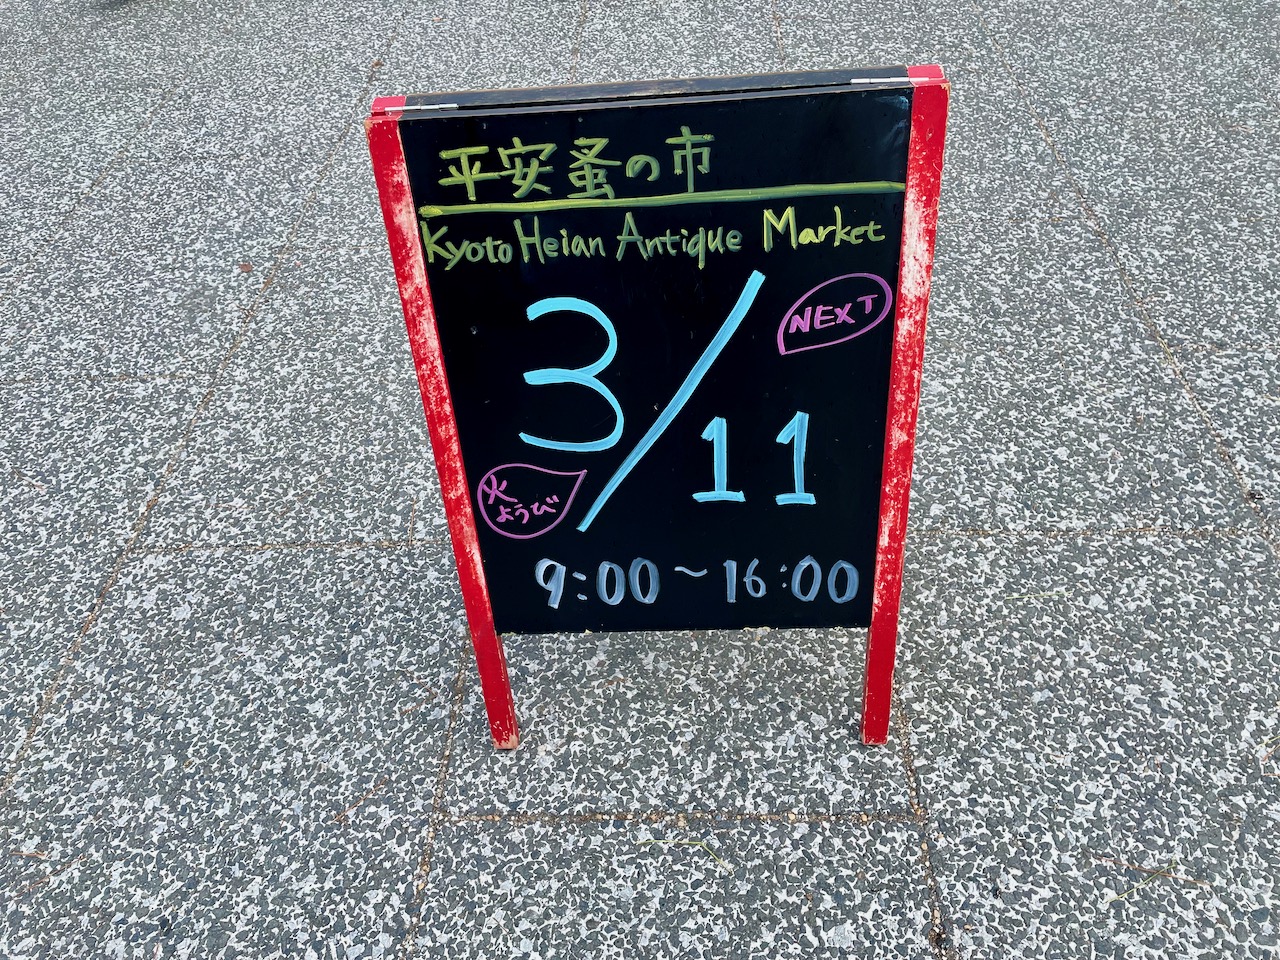 平安蚤の市
Kyoto Heian Antique Market
NEXT
3/11
火
ようび
9:00~16:00